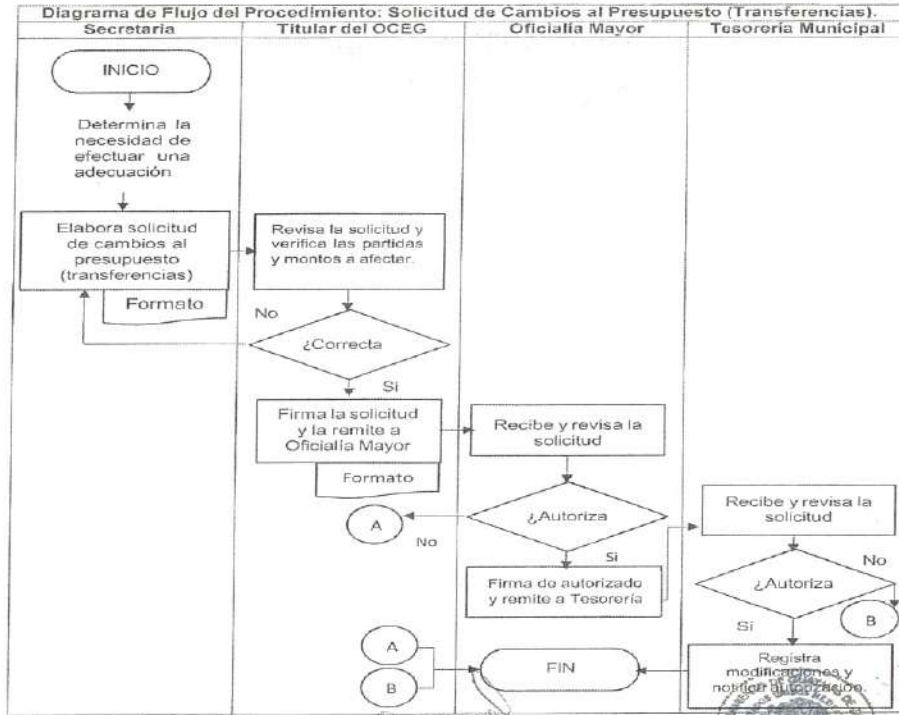 Diagrama de Flujo del Procedimiento: Solicitud de Cambios al Presupuesto (Transferencias).
Secretaria
Titular del OCEG
Oficialía Mayor
Tesorería Municipal
INICIO
Determina la
necesidad de
efectuar una
adecuación
Elabora solicitud
de cambios al
presupuesto
(transferencias)
Formato
Revisa la solicitud y
verifica las partidas
y montos a afectar.
No
¿Correcta
Si
Firma la solicitud
y la remite a
Oficialía Mayor
Formato
Recibe y revisa la
solicitud
¿Autoriza
A
No
Si
Firma de autorizado
y remite a Tesorería
Recibe y revisa la
solicitud
No
¿Autoriza
B
Si
Registra
modificaciones y
notifica autorización.
A
B
FIN